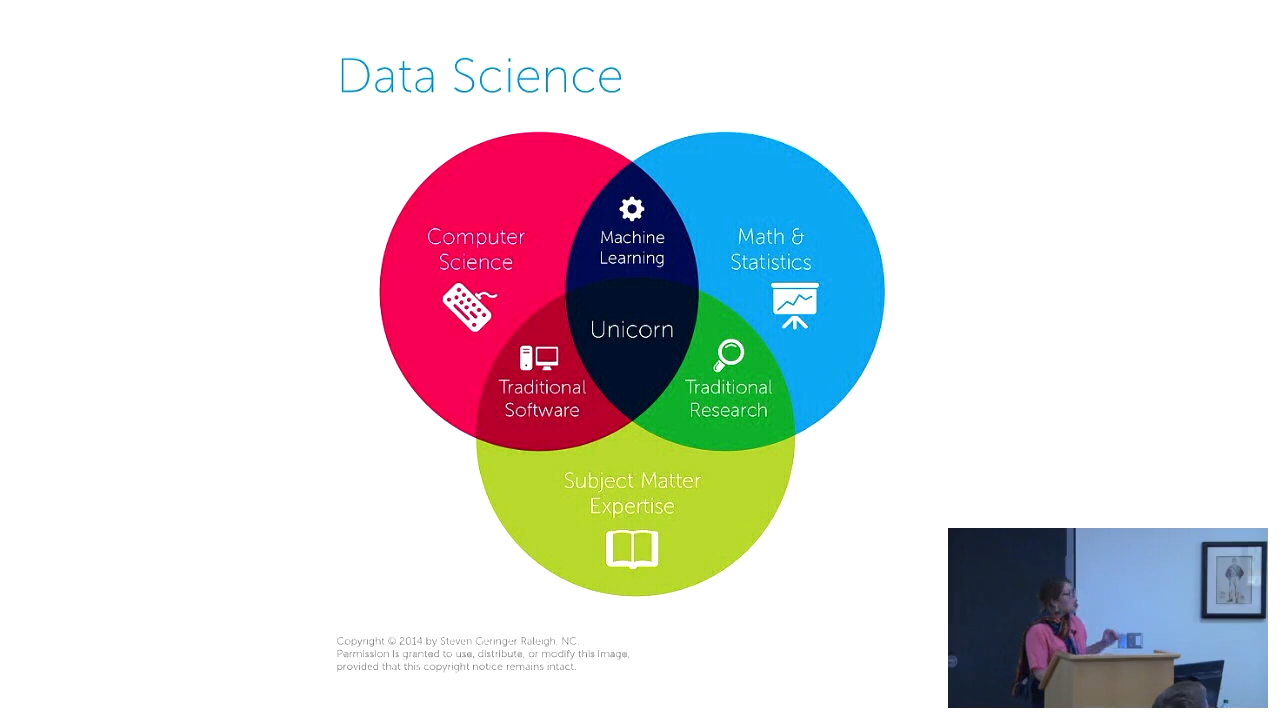 Data Science
Computer
Science
Machine
Learning
Math &
Statistics
Unicorn
Traditional
Software
Traditional
Research
Subject Matter
Expertise
Copyright © 2014 by Steven Geringer Raleigh, NC.
Permission is granted to use, distribute, or modify this image,
provided that this copyright notice remains intact.